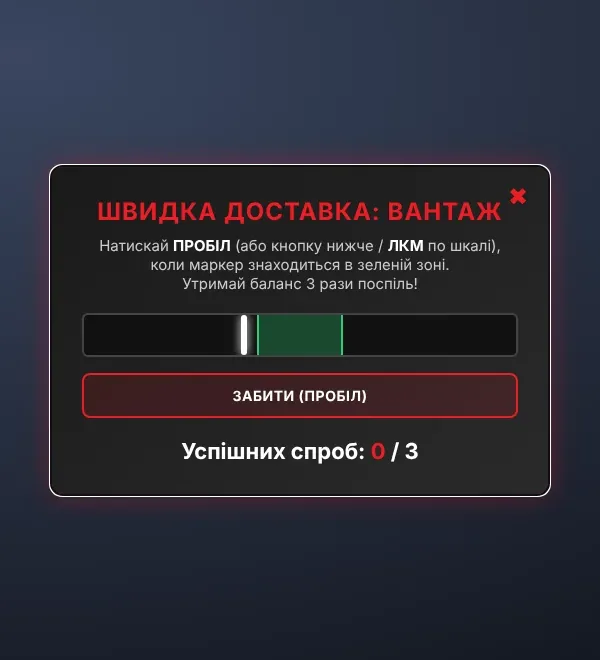 ШВИДКА ДОСТАВКА: ВАНТАЖ
Натискай ПРОБІЛ (або кнопку нижче / ЛКМ по шкалі),
коли маркер знаходиться в зеленій зоні.
Утримай баланс 3 рази поспіль!
ЗАБИТИ (ПРОБІЛ)
Успішних спроб: 0 / 3